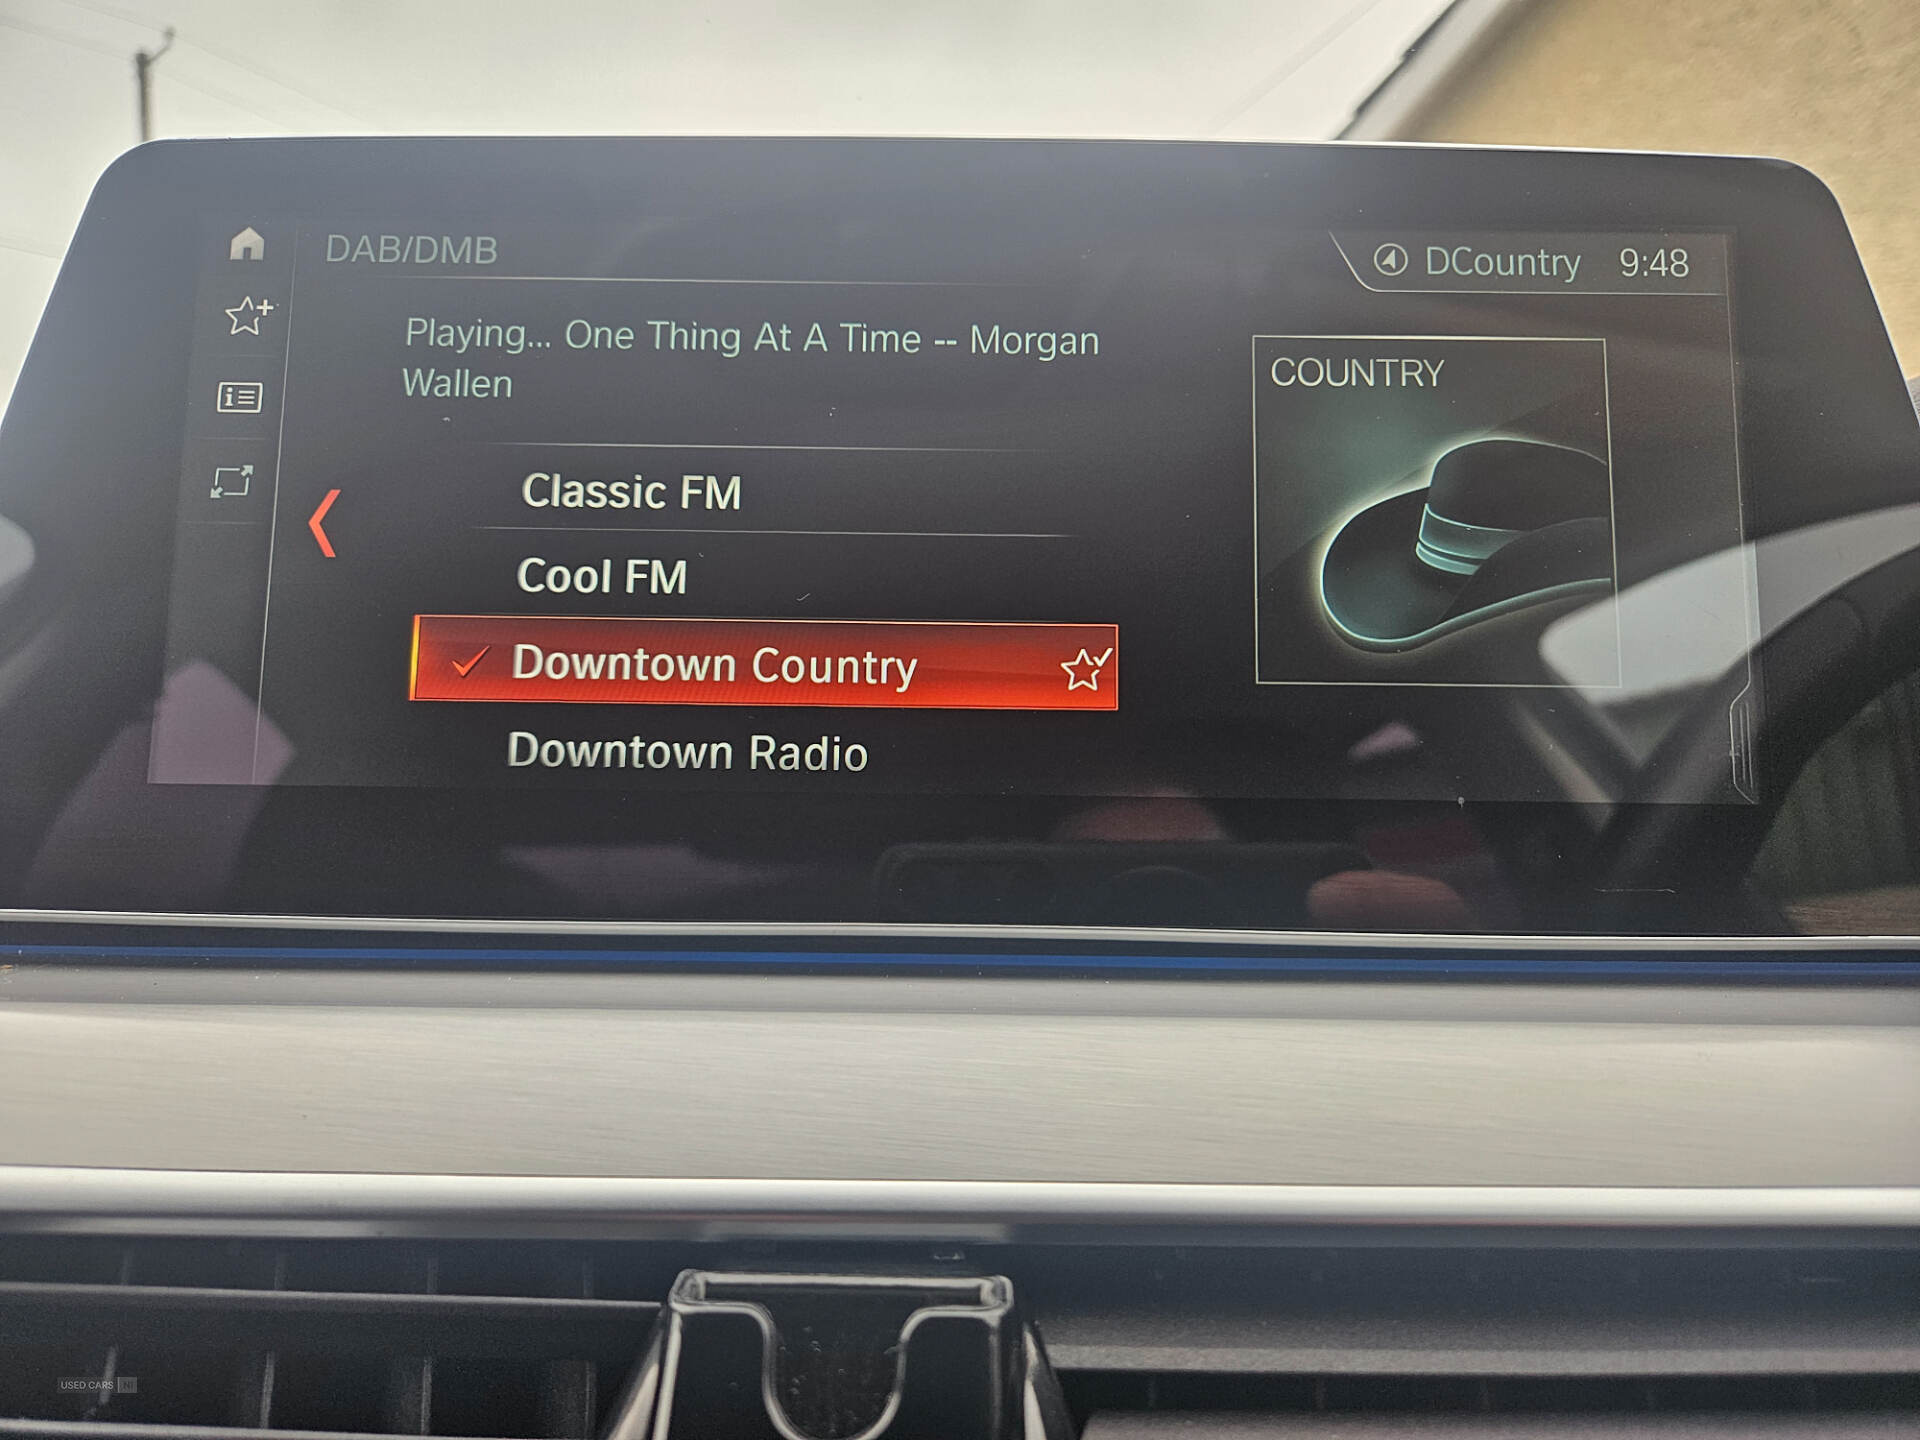 DAB/DMB
DCountry 9:48
Playing... One Thing At A Time -- Morgan
Wallen
COUNTRY
Classic FM
Cool FM
Downtown Country
Downtown Radio
USED CARS NI